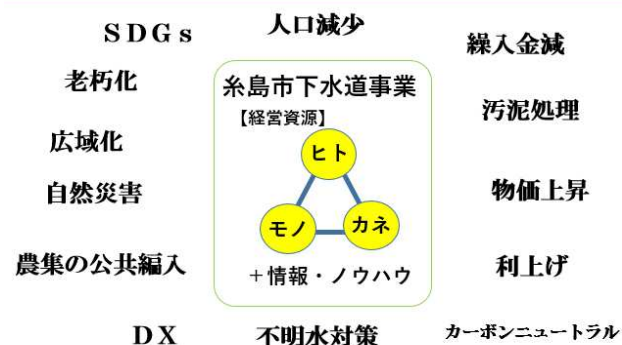 SDGs
人口減少
繰入金減
老朽化
糸島市下水道事業
【経営資源】
汚泥処理
広域化
ヒト
自然災害
物価上昇
モノ
カネ
農集の公共編入
＋情報・ノウハウ
利上げ
DX
不明水対策
カーボンニュートラル